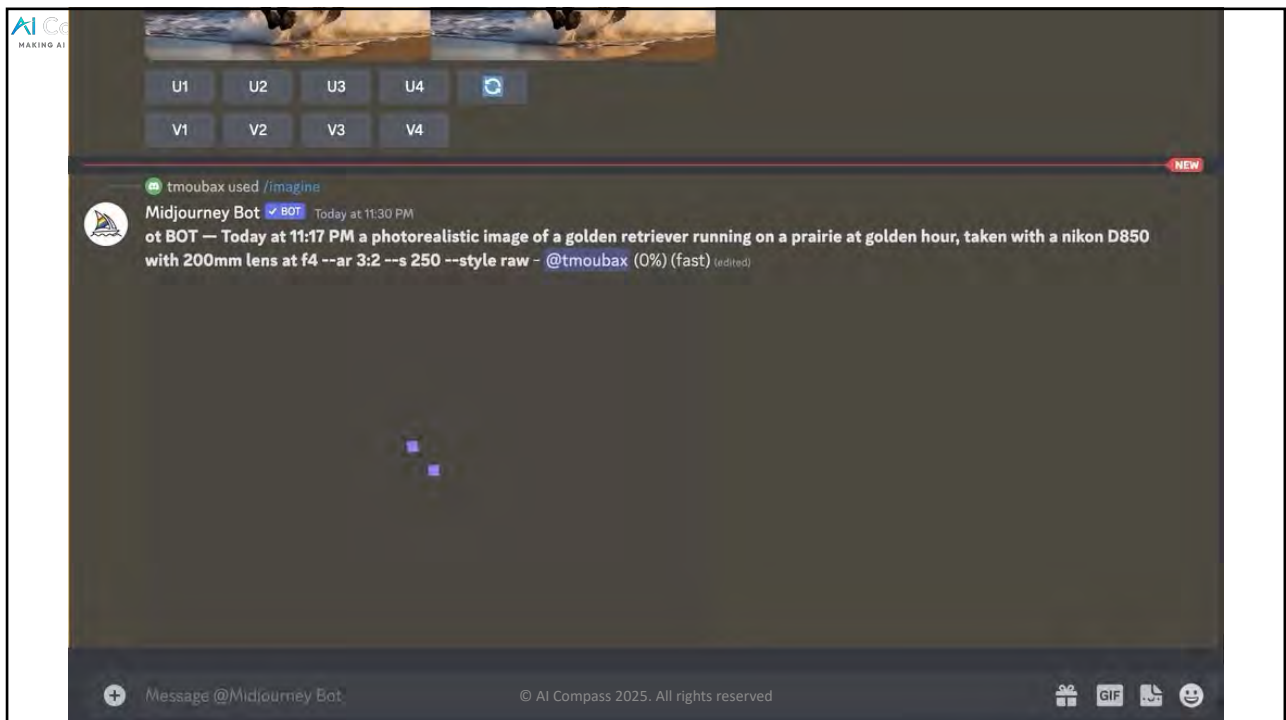 AI Co
MAKING AI
U1 U2 U3 U4
V1 V2 V3 V4
NEW
tmoubax used /imagine
Midjourney Bot ✓ BOT Today at 11:30 PM
ot BOT — Today at 11:17 PM a photorealistic image of a golden retriever running on a prairie at golden hour, taken with a nikon D850
with 200mm lens at f4 --ar 3:2 --s 250 --style raw - @tmoubax (0%) (fast) (edited)
Message @Midjourney Bot
© AI Compass 2025. All rights reserved
GIF